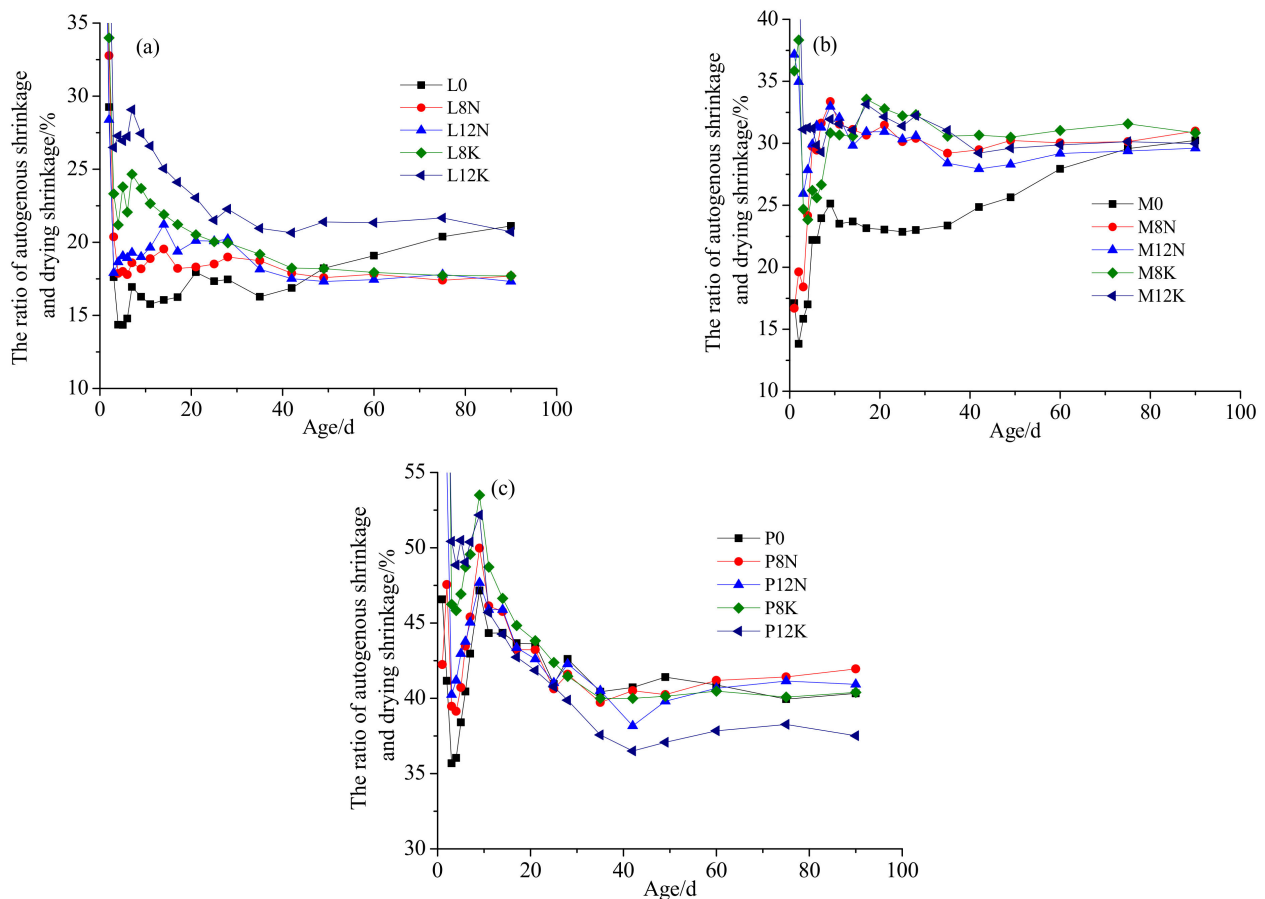 The ratio of autogenous shrinkage
and drying shrinkage/%
35
30
25
20
15
10
(a)
L0
L8N
L12N
L8K
L12K
0
20
40
60
80
100
Age/d
The ratio of autogenous shrinkage
and drying shrinkage/%
40
35
30
25
20
15
10
(b)
M0
M8N
M12N
M8K
M12K
0
20
40
60
80
100
Age/d
The ratio of autogenous shrinkage
and drying shrinkage/%
55
50
45
40
35
30
(c)
P0
P8N
P12N
P8K
P12K
0
20
40
60
80
100
Age/d